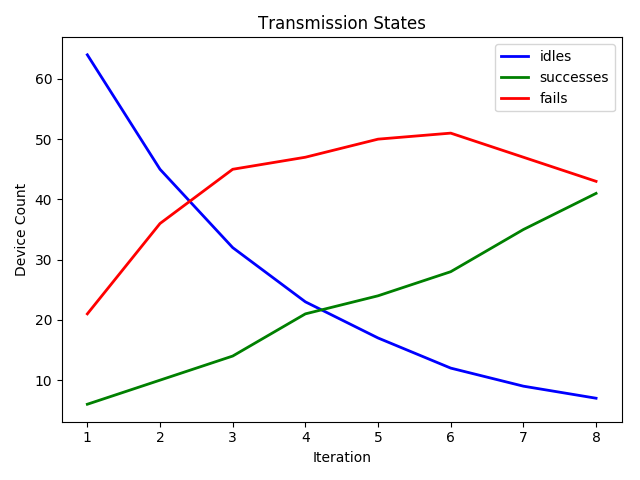 Transmission States
idles
successes
fails
Device Count
60
50
40
30
20
10
1 2 3 4 5 6 7 8
Iteration